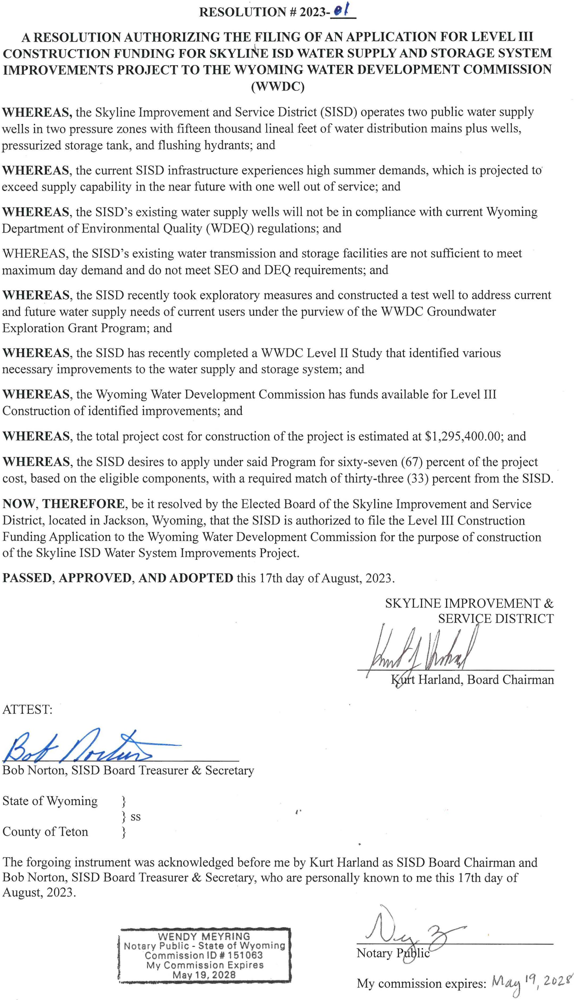 RESOLUTION # 2023-01
A RESOLUTION AUTHORIZING THE FILING OF AN APPLICATION FOR LEVEL III
CONSTRUCTION FUNDING FOR SKYLINE ISD WATER SUPPLY AND STORAGE SYSTEM
IMPROVEMENTS PROJECT TO THE WYOMING WATER DEVELOPMENT COMMISSION
(WWDC)
WHEREAS, the Skyline Improvement and Service District (SISD) operates two public water supply
wells in two pressure zones with fifteen thousand lineal feet of water distribution mains plus wells,
pressurized storage tank, and flushing hydrants; and
WHEREAS, the current SISD infrastructure experiences high summer demands, which is projected to
exceed supply capability in the near future with one well out of service; and
WHEREAS, the SISD’s existing water supply wells will not be in compliance with current Wyoming
Department of Environmental Quality (WDEQ) regulations; and
WHEREAS, the SISD’s existing water transmission and storage facilities are not sufficient to meet
maximum day demand and do not meet SEO and DEQ requirements; and
WHEREAS, the SISD recently took exploratory measures and constructed a test well to address current
and future water supply needs of current users under the purview of the WWDC Groundwater
Exploration Grant Program; and
WHEREAS, the SISD has recently completed a WWDC Level II Study that identified various
necessary improvements to the water supply and storage system; and
WHEREAS, the Wyoming Water Development Commission has funds available for Level III
Construction of identified improvements; and
WHEREAS, the total project cost for construction of the project is estimated at $1,295,400.00; and
WHEREAS, the SISD desires to apply under said Program for sixty-seven (67) percent of the project
cost, based on the eligible components, with a required match of thirty-three (33) percent from the SISD.
NOW, THEREFORE, be it resolved by the Elected Board of the Skyline Improvement and Service
District, located in Jackson, Wyoming, that the SISD is authorized to file the Level III Construction
Funding Application to the Wyoming Water Development Commission for the purpose of construction
of the Skyline ISD Water System Improvements Project.
PASSED, APPROVED, AND ADOPTED this 17th day of August, 2023.
SKYLINE IMPROVEMENT &
SERVICE DISTRICT
Kurt Harland, Board Chairman
ATTEST:
Bob Norton
Bob Norton, SISD Board Treasurer & Secretary
State of Wyoming }
} ss
County of Teton }
The forgoing instrument was acknowledged before me by Kurt Harland as SISD Board Chairman and
Bob Norton, SISD Board Treasurer & Secretary, who are personally known to me this 17th day of
August, 2023.
WENDY MEYRING
Notary Public - State of Wyoming
Commission ID # 151063
My Commission Expires
May 19, 2028
Notary Public
My commission expires: May 19, 2028